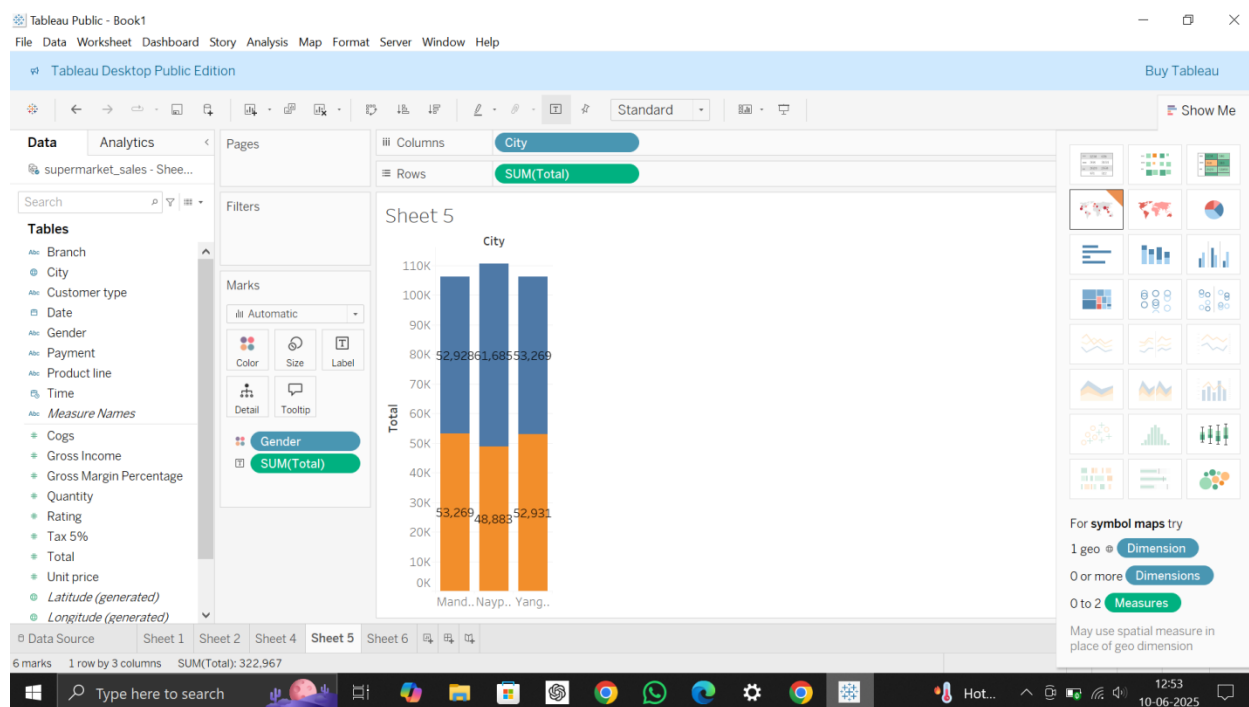 Tableau Public - Book1
File Data Worksheet Dashboard Story Analysis Map Format Server Window Help
Tableau Desktop Public Edition
Buy Tableau
Standard
Show Me
Data
Analytics
supermarket_sales - Shee...
Search
Tables
Abc Branch
City
Abc Customer type
Date
Abc Gender
Abc Payment
Abc Product line
Time
Abc Measure Names
Cogs
Gross Income
Gross Margin Percentage
Quantity
Rating
Tax 5%
Total
Unit price
Latitude (generated)
Longitude (generated)
Pages
Filters
Marks
Automatic
Color
Size
Label
Detail
Tooltip
Gender
SUM(Total)
Columns
City
Rows
SUM(Total)
Sheet 5
City
Total
110K
100K
90K
80K
70K
60K
50K
40K
30K
20K
10K
0K
52,928 61,685 53,269
53,269 48,883 52,931
Mand.. Nayp.. Yang..
For symbol maps try
1 geo Dimension
0 or more Dimensions
0 to 2 Measures
May use spatial measure in
place of geo dimension
Data Source Sheet 1 Sheet 2 Sheet 4 Sheet 5 Sheet 6
6 marks 1 row by 3 columns SUM(Total): 322,967
Type here to search
Hot...
12:53
10-06-2025